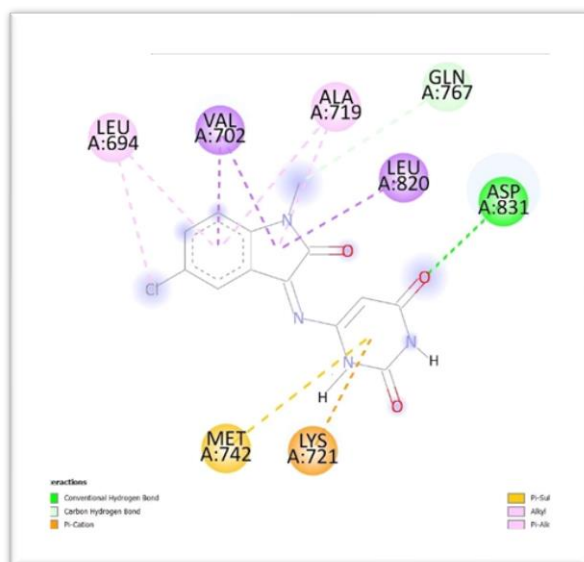 GLN
A:767
ALA
A:719
VAL
A:702
LEU
A:694
LEU
A:820
ASP
A:831
N
O
O
Cl
N
N
N
H
H
O
MET
A:742
LYS
A:721
eractions
Conventional Hydrogen Bond
Carbon Hydrogen Bond
Pi-Cation
Pi-Sul
Alkyl
Pi-Alk